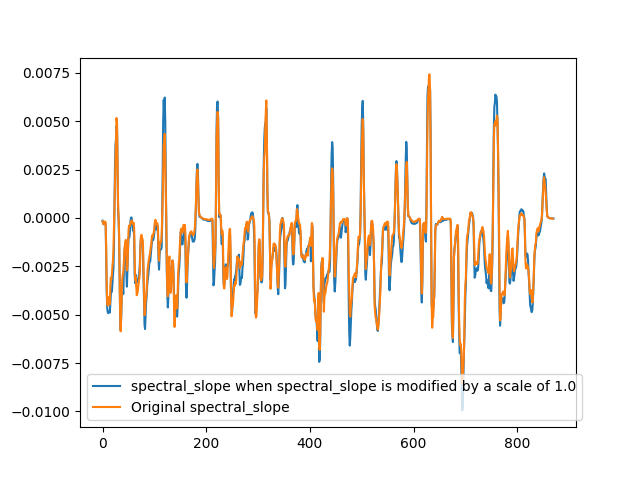 0.0075
0.0050
0.0025
0.0000
−0.0025
−0.0050
−0.0075
−0.0100
spectral_slope when spectral_slope is modified by a scale of 1.0
Original spectral_slope
0 200 400 600 800